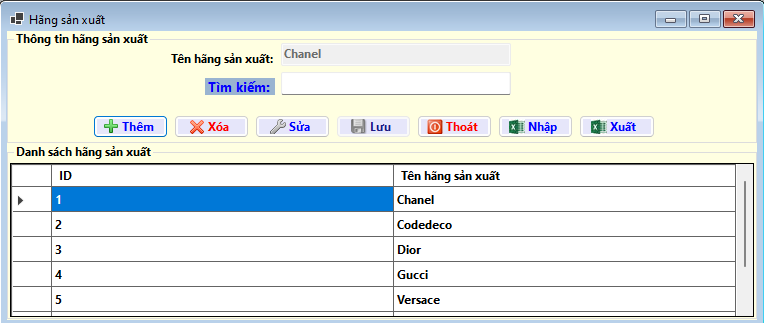 Hãng sản xuất
Thông tin hãng sản xuất
Tên hãng sản xuất: Chanel
Tìm kiếm:
Thêm Xóa Sửa Lưu Thoát Nhập Xuất
Danh sách hãng sản xuất
ID Tên hãng sản xuất
1 Chanel
2 Codedeco
3 Dior
4 Gucci
5 Versace